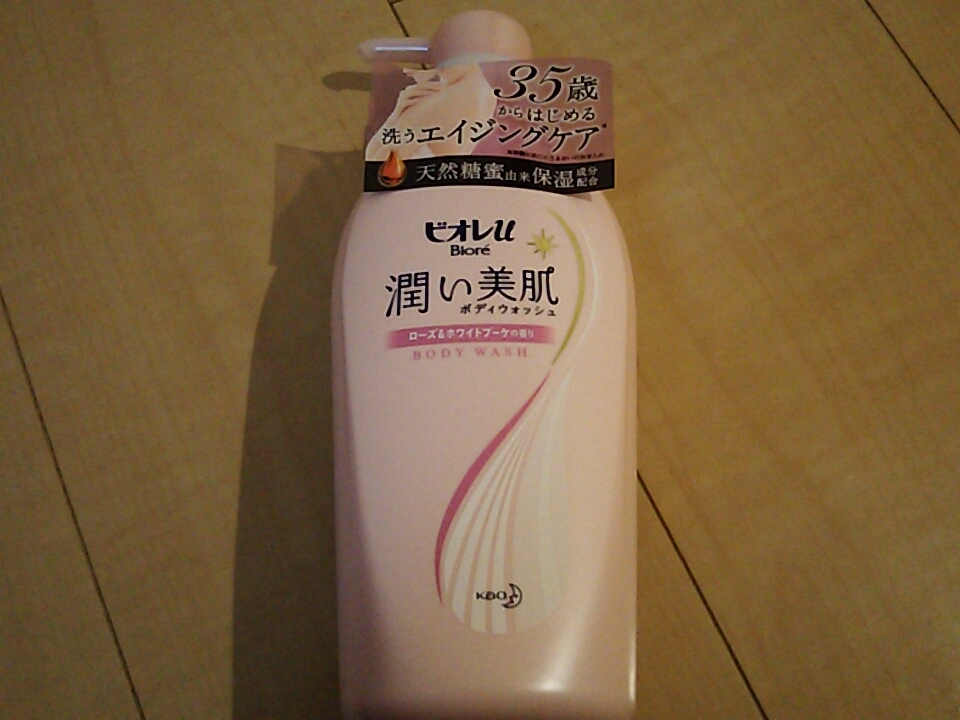 35歳
からはじめる
洗うエイジングケア*
天然糖蜜由来保湿成分配合
ビオレu
Bioré
潤い美肌
ボディウォッシュ
ローズ&ホワイトブーケの香り
BODY WASH
Kao